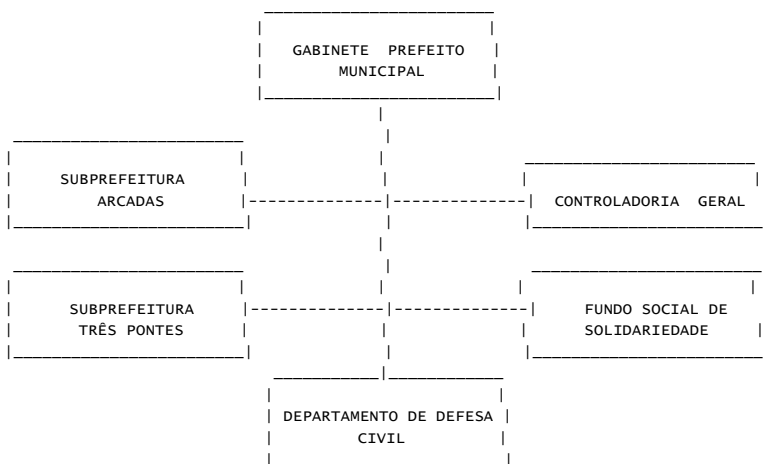 GABINETE PREFEITO
MUNICIPAL
SUBPREFEITURA
ARCADAS
CONTROLADORIA GERAL
SUBPREFEITURA
TRÊS PONTES
FUNDO SOCIAL DE
SOLIDARIEDADE
DEPARTAMENTO DE DEFESA
CIVIL